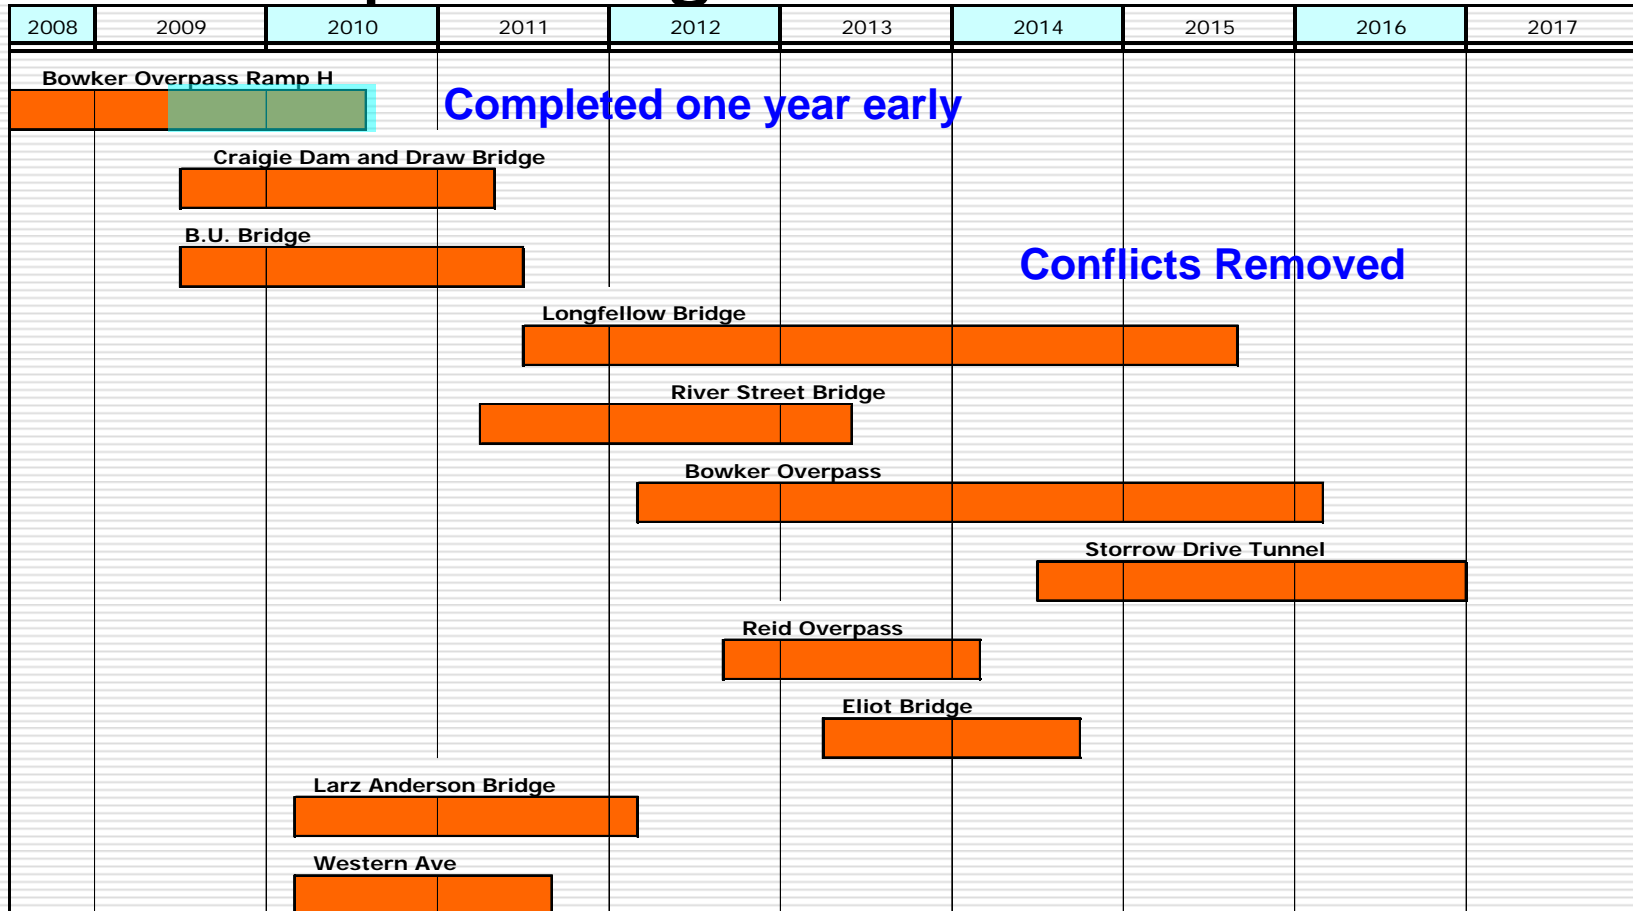 2008 2009 2010 2011 2012 2013 2014 2015 2016 2017
Bowker Overpass Ramp H
Completed one year early
Craigie Dam and Draw Bridge
B.U. Bridge
Conflicts Removed
Longfellow Bridge
River Street Bridge
Bowker Overpass
Storrow Drive Tunnel
Reid Overpass
Eliot Bridge
Larz Anderson Bridge
Western Ave